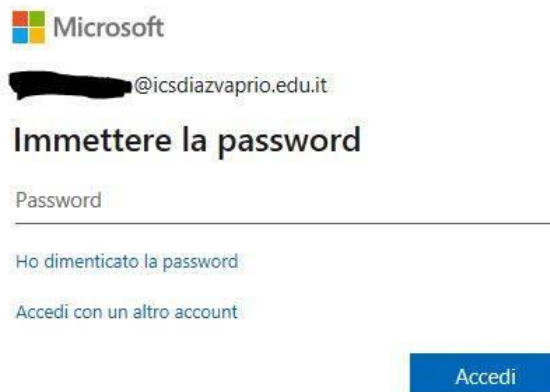 Microsoft
@icsdiazvaprio.edu.it
Immettere la password
Password
Ho dimenticato la password
Accedi con un altro account
Accedi